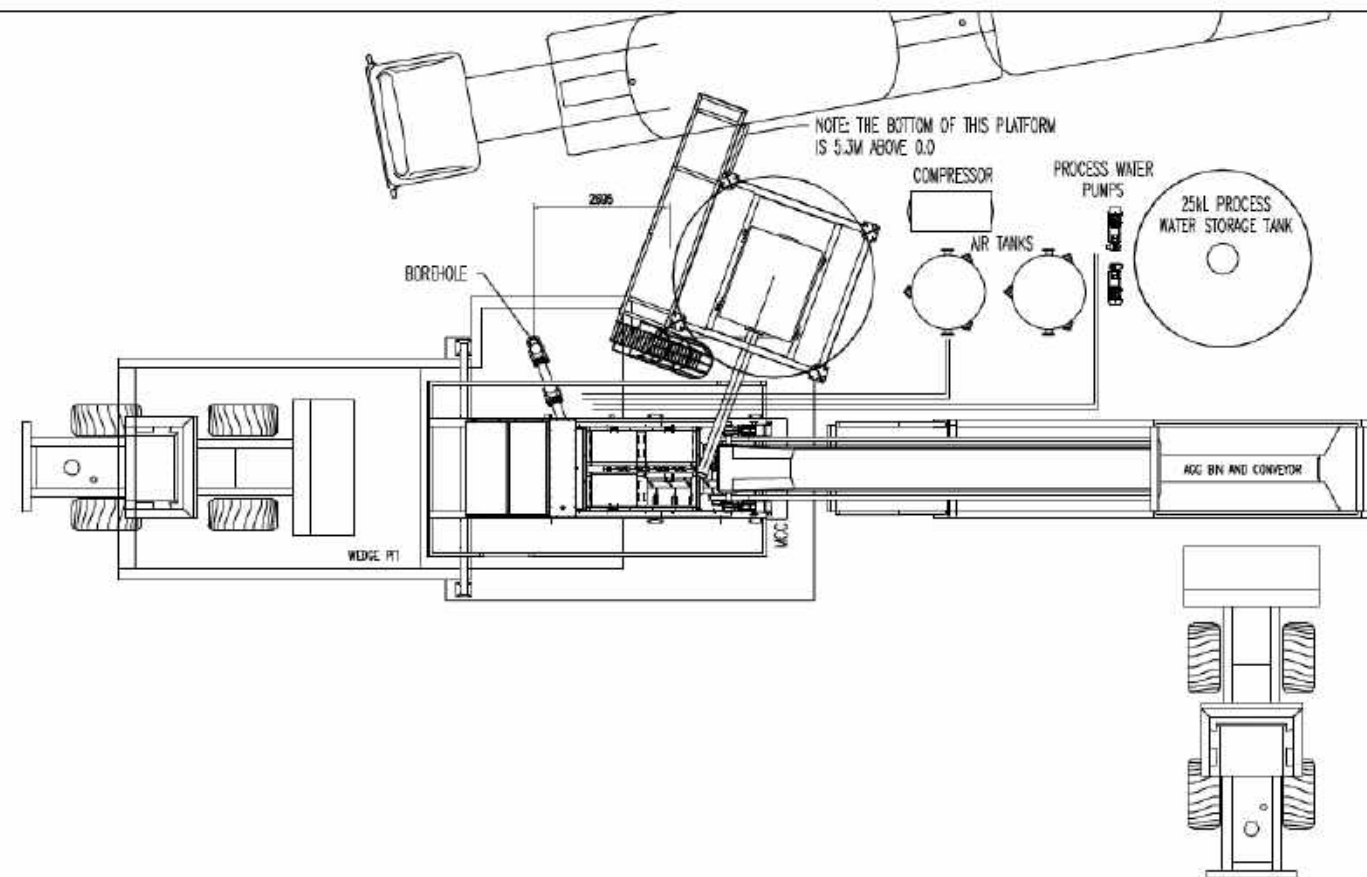 NOTE: THE BOTTOM OF THIS PLATFORM
IS 5.3M ABOVE 0.0
COMPRESSOR
PROCESS WATER
PUMPS
25kL PROCESS
WATER STORAGE TANK
2695
AIR TANKS
BOREHOLE
AGG BIN AND CONVEYOR
MCC
WEDGE PIT